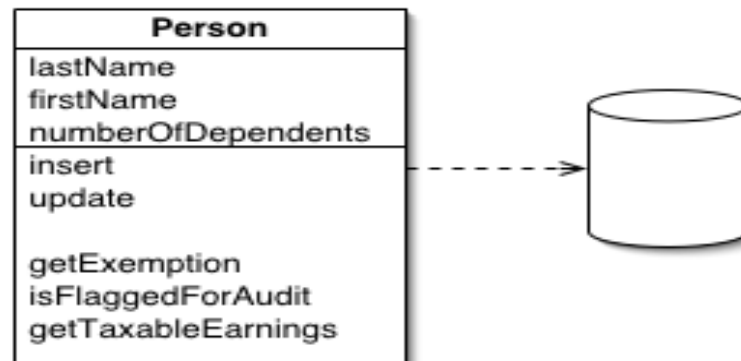 Person
lastName
firstName
numberOfDependents
insert
update
getExemption
isFlaggedForAudit
getTaxableEarnings